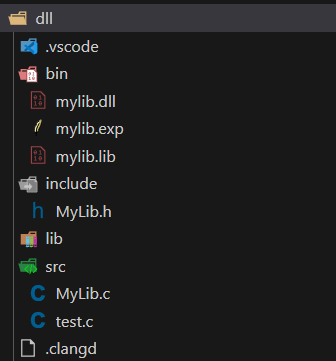 dll
.vscode
bin
mylib.dll
mylib.exp
mylib.lib
include
MyLib.h
lib
src
MyLib.c
test.c
.clangd